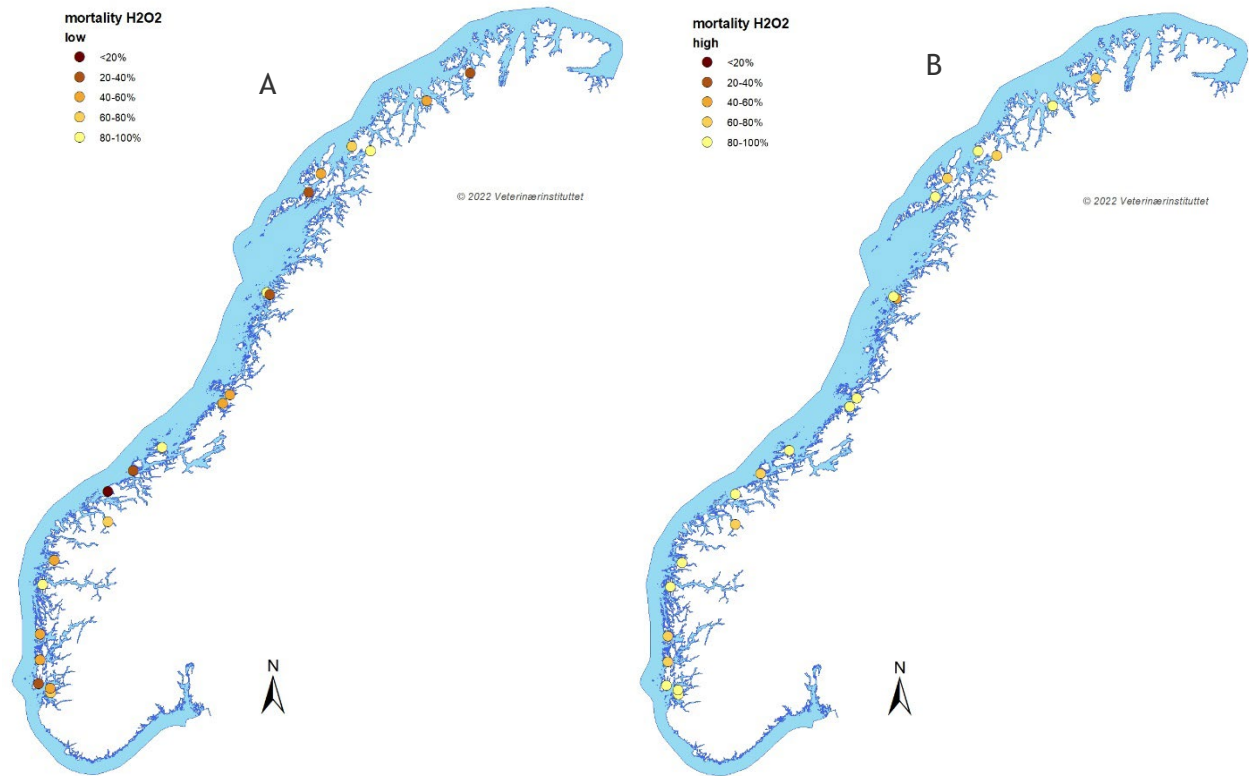 mortality H2O2
low
<20%
20-40%
40-60%
60-80%
80-100%
A
© 2022 Veterinærinstituttet
N
mortality H2O2
high
<20%
20-40%
40-60%
60-80%
80-100%
B
© 2022 Veterinærinstituttet
N